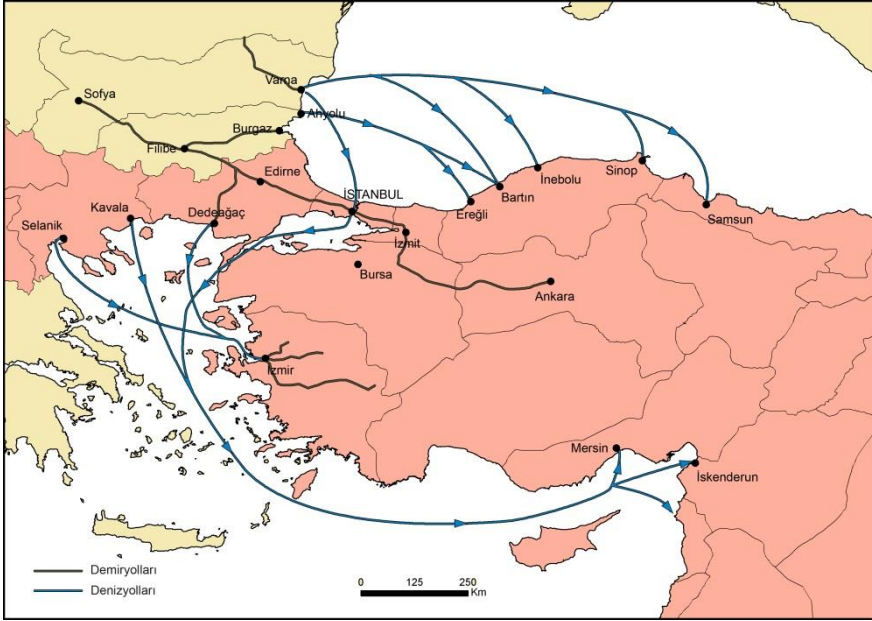 Varna
Sofya
Ahyolu
Burgaz
Filibe
Edirne
İnebolu
Sinop
Bartın
Ereğli
Samsun
Kavala
Dedeağaç
İSTANBUL
Selanik
İzmit
Bursa
Ankara
İzmir
Mersin
İskenderun
Demiryolları
Denizyolları
0 125 250
Km